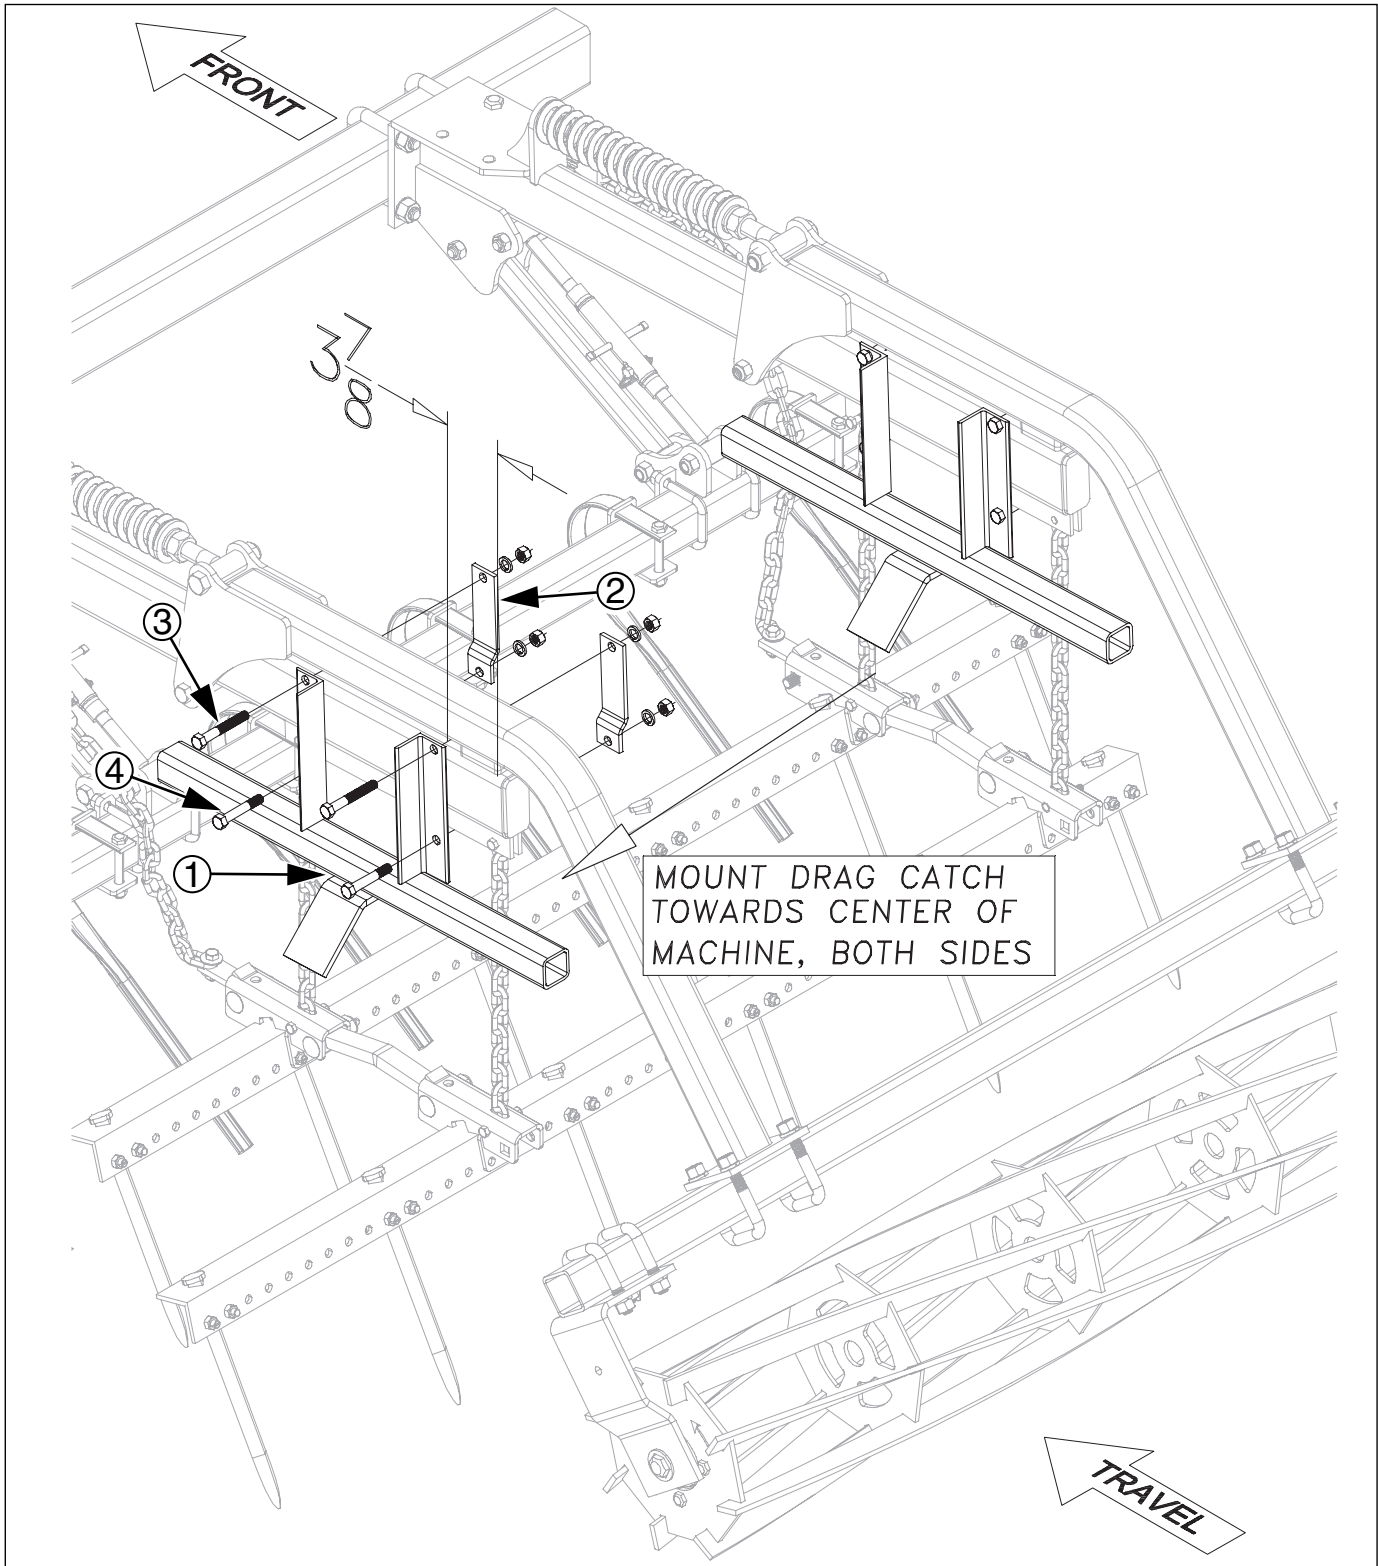 FRONT
3 7/8
2
3
4
1
MOUNT DRAG CATCH
TOWARDS CENTER OF
MACHINE, BOTH SIDES
TRAVEL